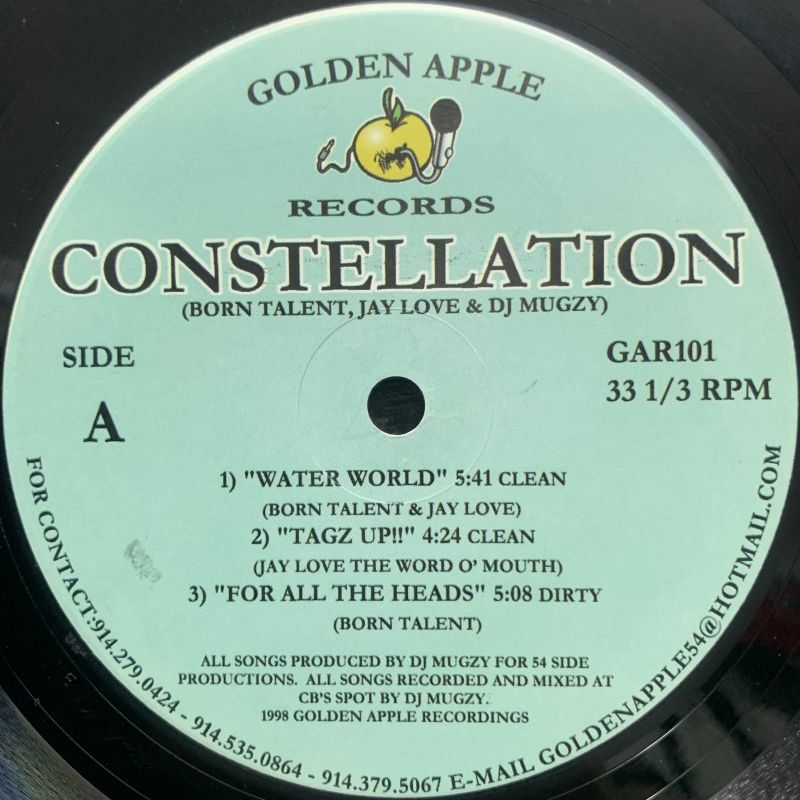 GOLDEN APPLE
RECORDS
CONSTELLATION
(BORN TALENT, JAY LOVE & DJ MUGZY)
SIDE
A
GAR101
33 1/3 RPM
1) "WATER WORLD" 5:41 CLEAN
(BORN TALENT & JAY LOVE)
2) "TAGZ UP!!" 4:24 CLEAN
(JAY LOVE THE WORD O' MOUTH)
3) "FOR ALL THE HEADS" 5:08 DIRTY
(BORN TALENT)
ALL SONGS PRODUCED BY DJ MUGZY FOR 54 SIDE
PRODUCTIONS. ALL SONGS RECORDED AND MIXED AT
CB'S SPOT BY DJ MUGZY.
1998 GOLDEN APPLE RECORDINGS
FOR CONTACT:914.279.0424 - 914.535.0864 - 914.379.5067 E-MAIL GOLDENAPPLE54@HOTMAIL.COM